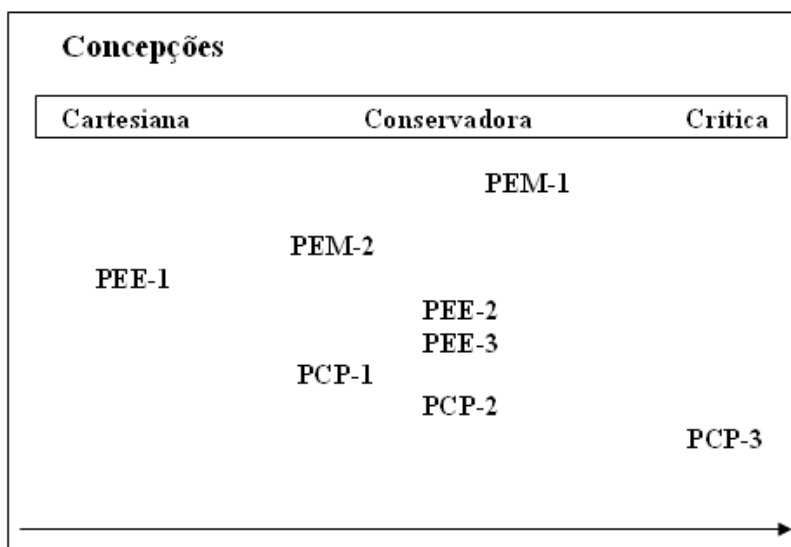 Concepções
Cartesiana Conservadora Crítica
PEM-1
PEM-2
PEE-1
PEE-2
PEE-3
PCP-1
PCP-2
PCP-3